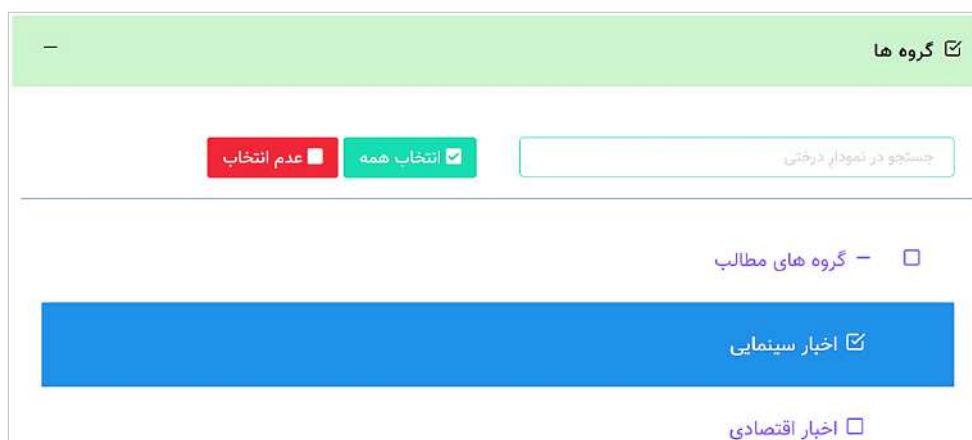 گروه ها
جستجو در نمودار درختی
انتخاب همه
عدم انتخاب
گروه های مطالب
اخبار سینمایی
اخبار اقتصادی